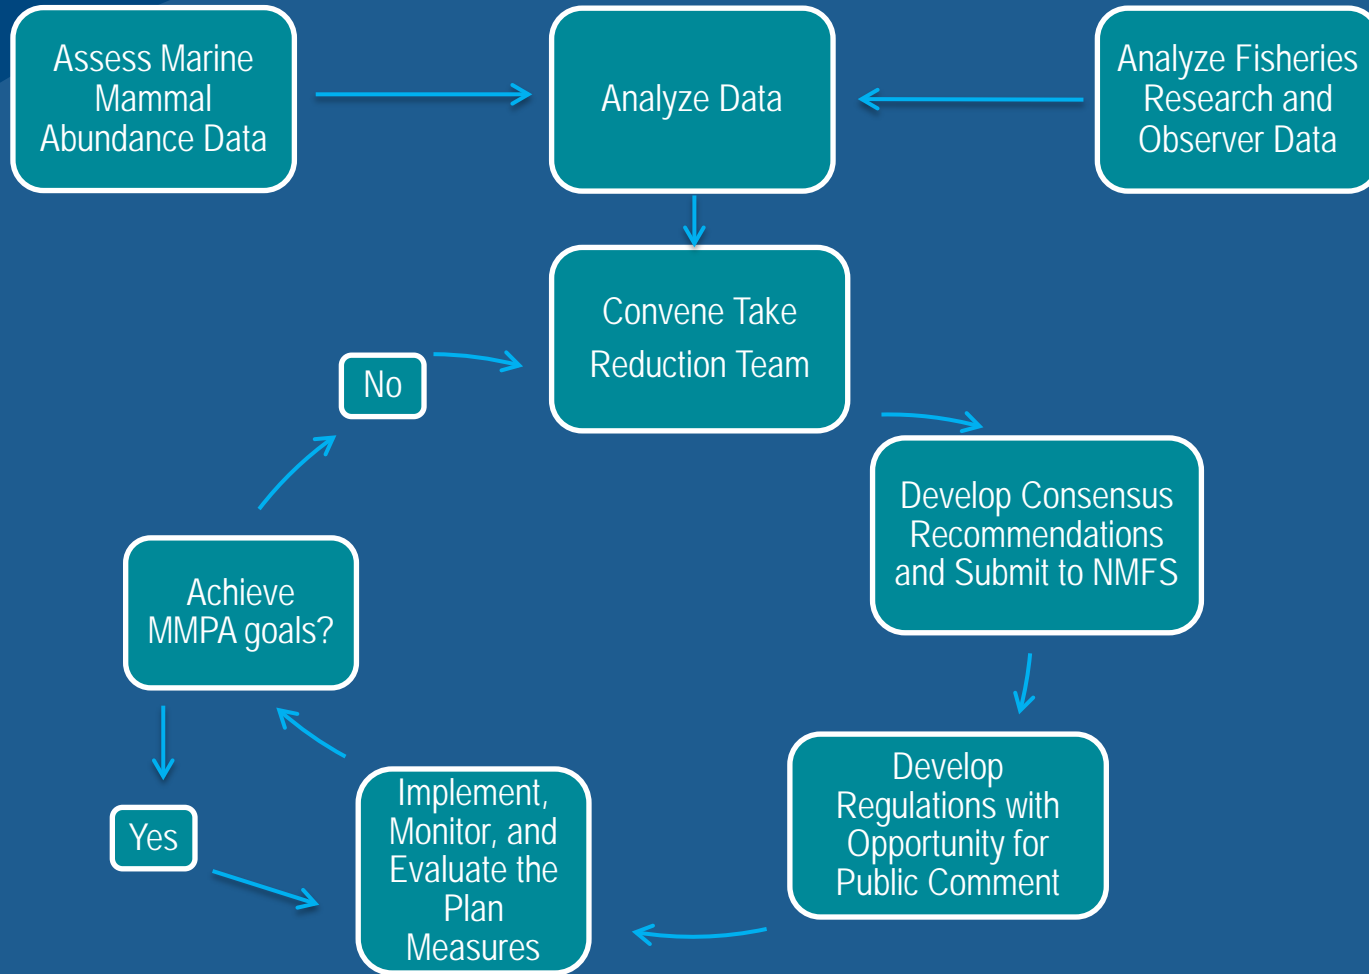 Assess Marine
Mammal
Abundance Data
Analyze Data
Analyze Fisheries
Research and
Observer Data
Convene Take
Reduction Team
No
Develop Consensus
Recommendations
and Submit to NMFS
Achieve
MMPA goals?
Develop
Regulations with
Opportunity for
Public Comment
Implement,
Monitor, and
Evaluate the
Plan
Measures
Yes